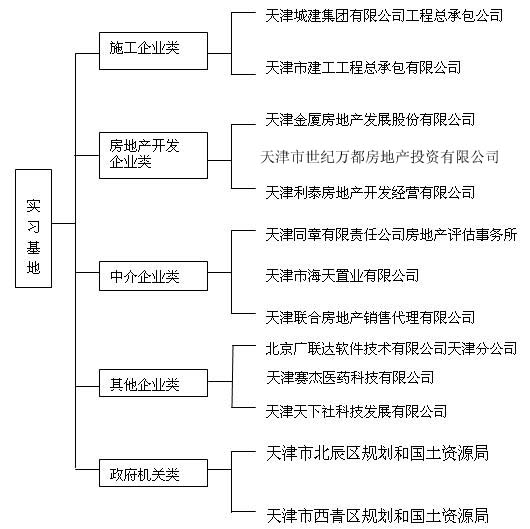 实习基地
施工企业类
天津城建集团有限公司工程总承包公司
天津市建工工程总承包有限公司
房地产开发
企业类
天津金厦房地产发展股份有限公司
天津市世纪万都房地产投资有限公司
天津利泰房地产开发经营有限公司
中介企业类
天津同章有限责任公司房地产评估事务所
天津市海天置业有限公司
天津联合房地产销售代理有限公司
其他企业类
北京广联达软件技术有限公司天津分公司
天津赛杰医药科技有限公司
天津天下社科技发展有限公司
政府机关类
天津市北辰区规划和国土资源局
天津市西青区规划和国土资源局